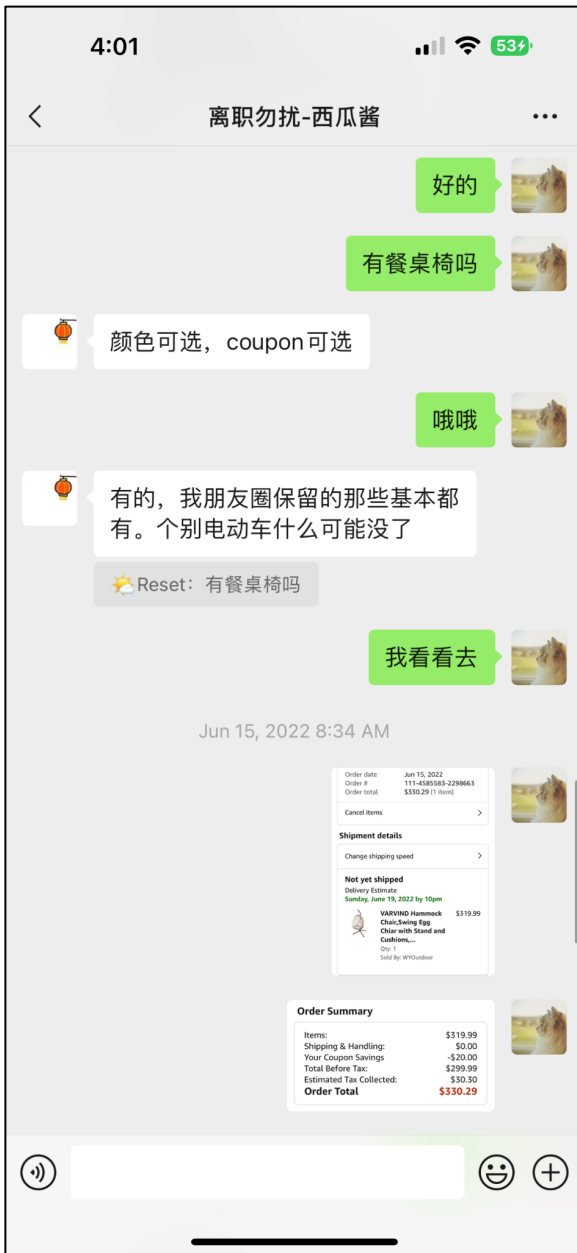 4:01
53
离职勿扰-西瓜酱
好的
有餐桌椅吗
颜色可选，coupon可选
哦哦
有的，我朋友圈保留的那些基本都
有。个别电动车什么可能没了
🌤️Reset：有餐桌椅吗
我看看去
Jun 15, 2022 8:34 AM
Order date Jun 15, 2022
Order # 111-4585583-2298663
Order total $330.29 (1 item)
Cancel items
Shipment details
Change shipping speed
Not yet shipped
Delivery Estimate
Sunday, June 19, 2022 by 10pm
VARVIND Hammock $319.99
Chair,Swing Egg
Chiar with Stand and
Cushions,...
Qty: 1
Sold By: WYOutdoor
Order Summary
Items: $319.99
Shipping & Handling: $0.00
Your Coupon Savings -$20.00
Total Before Tax: $299.99
Estimated Tax Collected: $30.30
Order Total $330.29